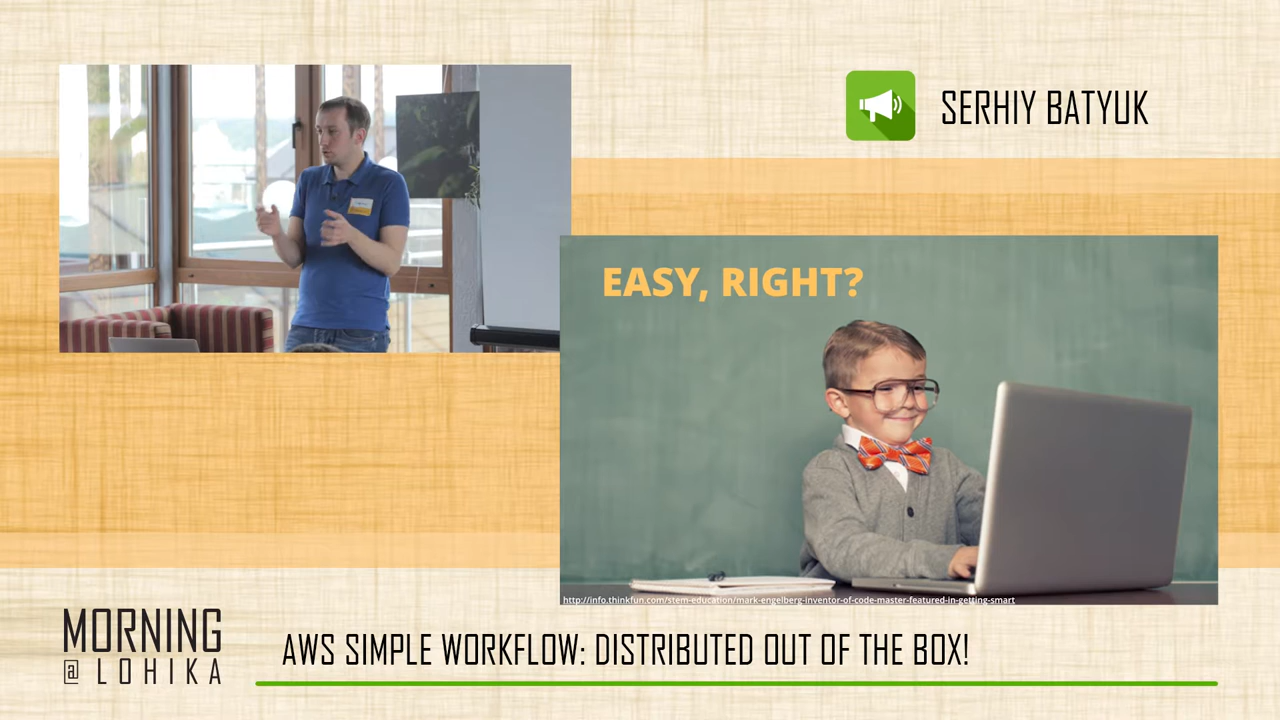 SERHIY BATYUK
EASY, RIGHT?
http://info.thinkfun.com/stem-education/mark-engelberg-inventor-of-code-master-featured-in-getting-smart
MORNING
@ LOHIKA
AWS SIMPLE WORKFLOW: DISTRIBUTED OUT OF THE BOX!